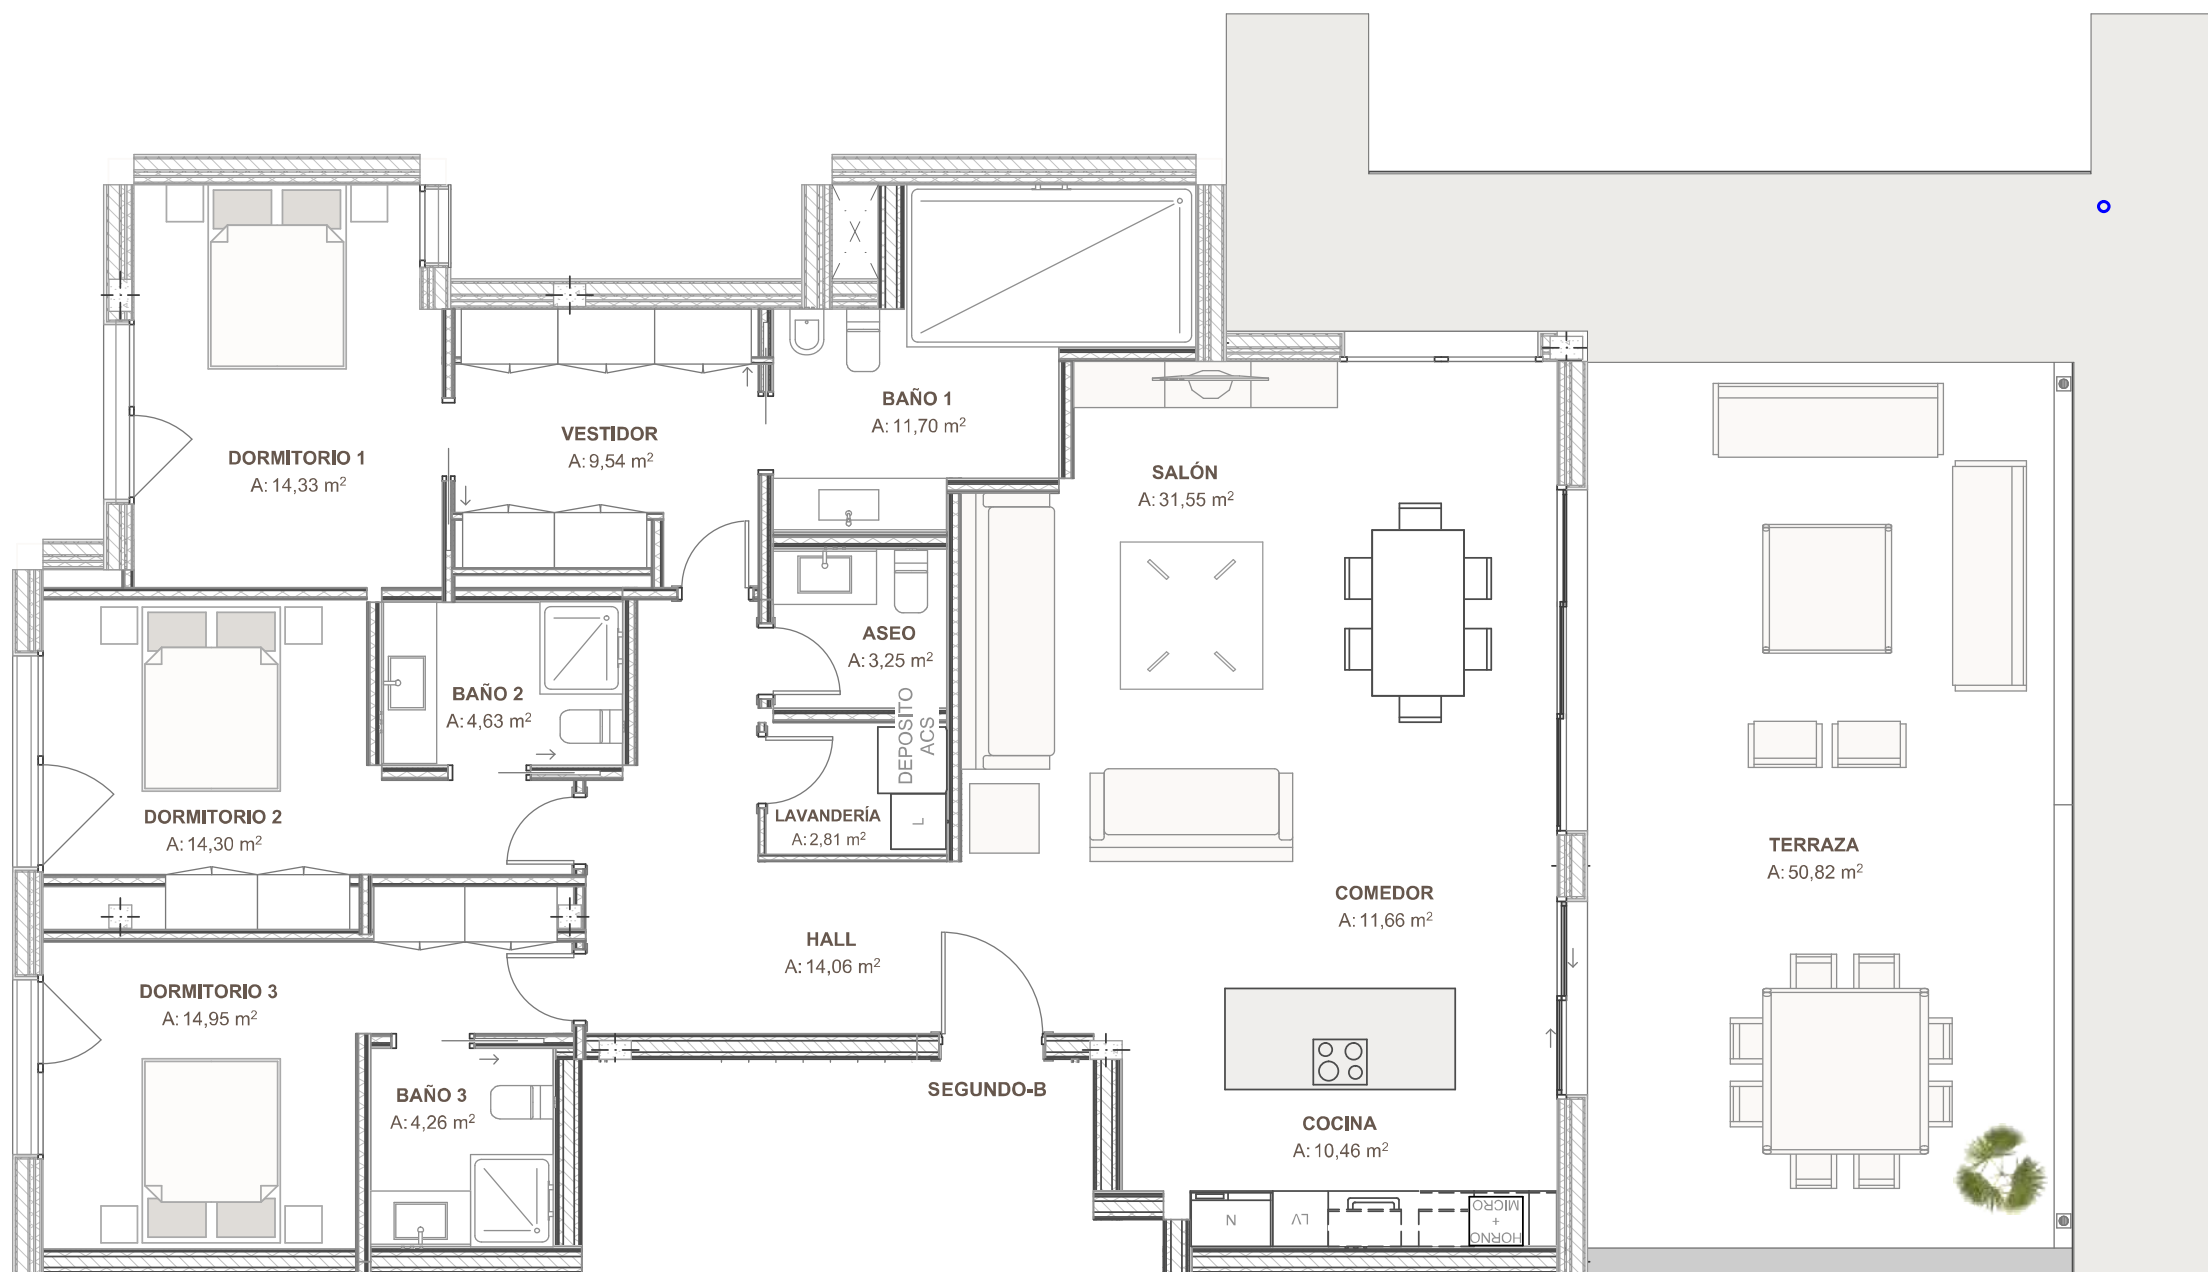 BAÑO 1
A: 11,70 m²
VESTIDOR
A: 9,54 m²
DORMITORIO 1
A: 14,33 m²
SALÓN
A: 31,55 m²
ASEO
A: 3,25 m²
BAÑO 2
A: 4,63 m²
DEPOSITO
ACS
DORMITORIO 2
A: 14,30 m²
LAVANDERÍA
A: 2,81 m²
L
TERRAZA
A: 50,82 m²
COMEDOR
A: 11,66 m²
HALL
A: 14,06 m²
DORMITORIO 3
A: 14,95 m²
BAÑO 3
A: 4,26 m²
SEGUNDO-B
COCINA
A: 10,46 m²
N
LV
HORNO
+
MICRO